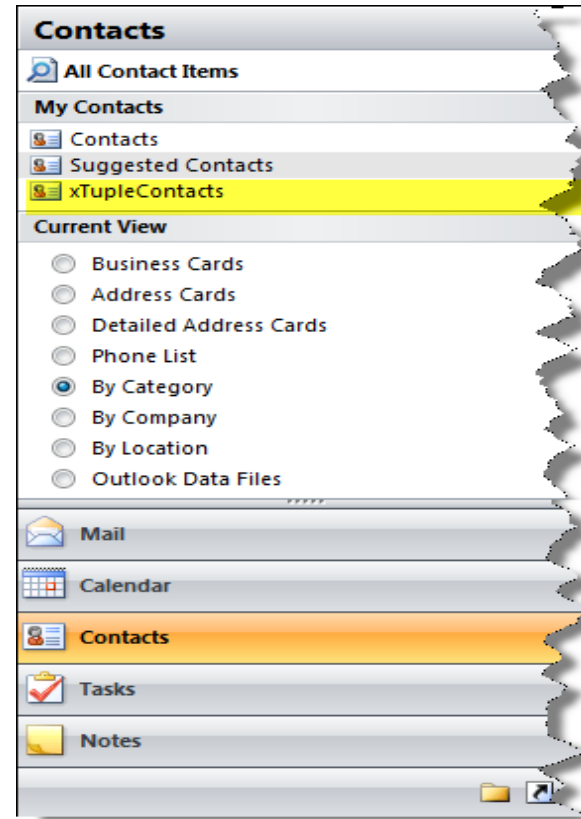 Contacts
All Contact Items
My Contacts
Contacts
Suggested Contacts
xTupleContacts
Current View
Business Cards
Address Cards
Detailed Address Cards
Phone List
By Category
By Company
By Location
Outlook Data Files
Mail
Calendar
Contacts
Tasks
Notes